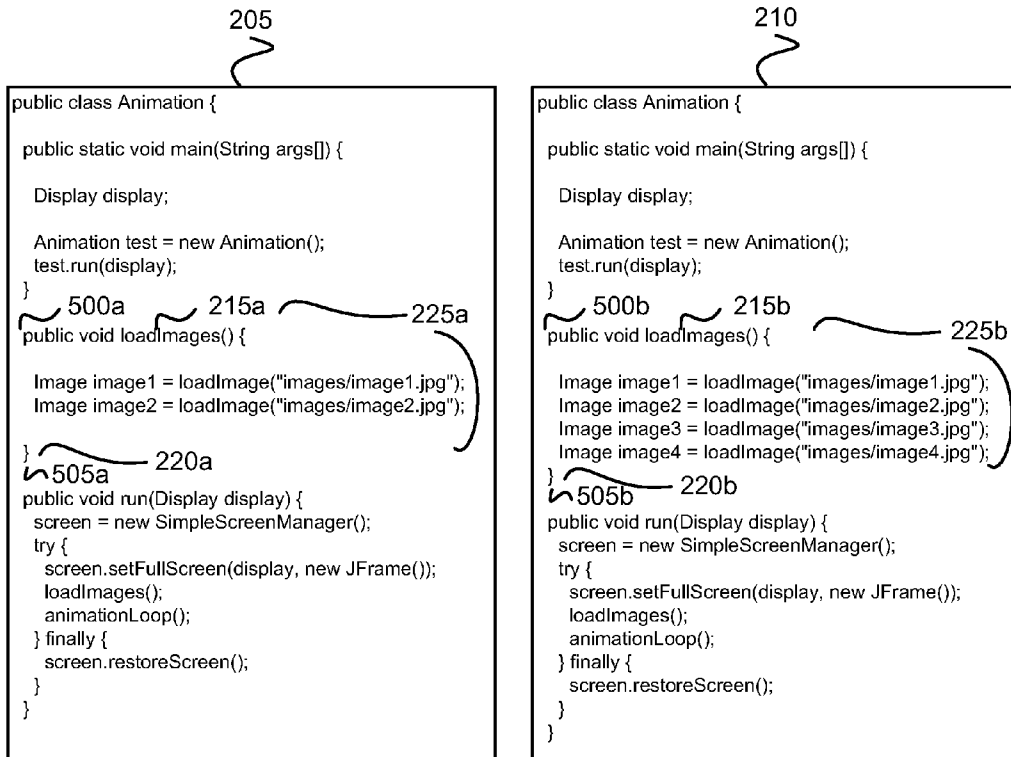 205
public class Animation {
public static void main(String args[]) {
Display display;
Animation test = new Animation();
test.run(display);
}
500a 215a 225a
public void loadImages() {
Image image1 = loadImage("images/image1.jpg");
Image image2 = loadImage("images/image2.jpg");
} 220a
505a
public void run(Display display) {
screen = new SimpleScreenManager();
try {
screen.setFullScreen(display, new JFrame());
loadImages();
animationLoop();
} finally {
screen.restoreScreen();
}
}
210
public class Animation {
public static void main(String args[]) {
Display display;
Animation test = new Animation();
test.run(display);
}
500b 215b 225b
public void loadImages() {
Image image1 = loadImage("images/image1.jpg");
Image image2 = loadImage("images/image2.jpg");
Image image3 = loadImage("images/image3.jpg");
Image image4 = loadImage("images/image4.jpg");
} 220b
505b
public void run(Display display) {
screen = new SimpleScreenManager();
try {
screen.setFullScreen(display, new JFrame());
loadImages();
animationLoop();
} finally {
screen.restoreScreen();
}
}